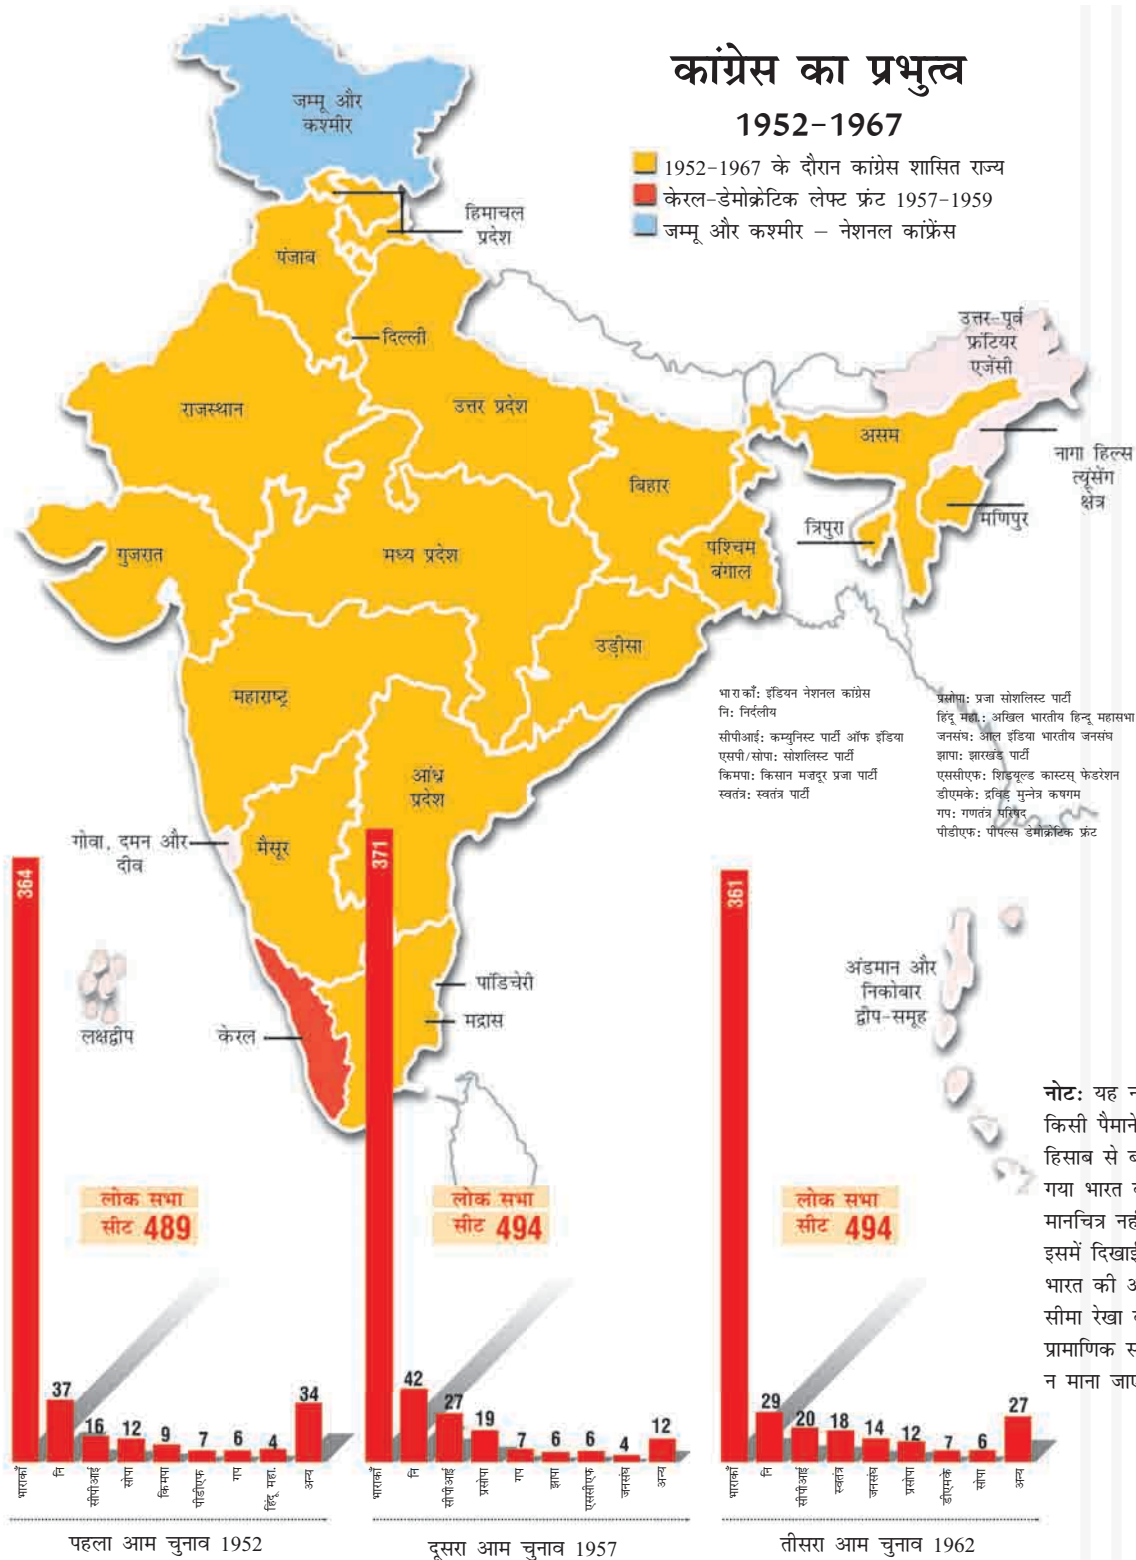 कांग्रेस का प्रभुत्व
1952-1967
1952-1967 के दौरान कांग्रेस शासित राज्य
केरल-डेमोक्रेटिक लेफ्ट फ्रंट 1957-1959
जम्मू और कश्मीर – नेशनल कांफ्रेंस
जम्मू और
कश्मीर
हिमाचल
प्रदेश
पंजाब
दिल्ली
राजस्थान
उत्तर प्रदेश
उत्तर-पूर्व
फ्रंटियर
एजेंसी
असम
नागा हिल्स
त्यूसेंग
क्षेत्र
बिहार
मणिपुर
त्रिपुरा
गुजरात
मध्य प्रदेश
पश्चिम
बंगाल
उड़ीसा
महाराष्ट्र
आंध्र
प्रदेश
गोवा, दमन और
दीव
मैसूर
पांडिचेरी
मद्रास
केरल
लक्षद्वीप
अंडमान और
निकोबार
द्वीप-समूह
भाराकाँ: इंडियन नेशनल कांग्रेस
नि: निर्दलीय
सीपीआई: कम्युनिस्ट पार्टी ऑफ इंडिया
एसपी/सोपा: सोशलिस्ट पार्टी
किमपा: किसान मजदूर प्रजा पार्टी
स्वतंत्र: स्वतंत्र पार्टी
प्रसोपा: प्रजा सोशलिस्ट पार्टी
हिंदू महा.: अखिल भारतीय हिन्दू महासभा
जनसंघ: ऑल इंडिया भारतीय जनसंघ
झापा: झारखंड पार्टी
एससीएफ: शिड्यूल्ड कास्टस् फेडरेशन
डीएमके: द्रविड़ मुन्नेत्र कषगम
गप: गणतंत्र परिषद
पीडीएफ: पीपल्स डेमोक्रेटिक फ्रंट
नोट: यह
किसी पैमाने
हिसाब से
गया भारत
मानचित्र
इसमें
भारत की
सीमा रेखा
प्रामाणिक
न माना
लोक सभा
सीट 489
364
37
16
12
9
7
6
4
34
भाराकाँ
नि
सीपीआई
सोपा
किमपा
पीडीएफ
गप
हिंदू महा.
अन्य
पहला आम चुनाव 1952
लोक सभा
सीट 494
371
42
27
19
7
6
6
4
12
भाराकाँ
नि
सीपीआई
प्रसोपा
गप
झापा
एससीएफ
जनसंघ
अन्य
दूसरा आम चुनाव 1957
लोक सभा
सीट 494
361
29
20
18
14
12
7
6
27
भाराकाँ
नि
सीपीआई
स्वतंत्र
जनसंघ
प्रसोपा
डीएमके
सोपा
अन्य
तीसरा आम चुनाव 1962